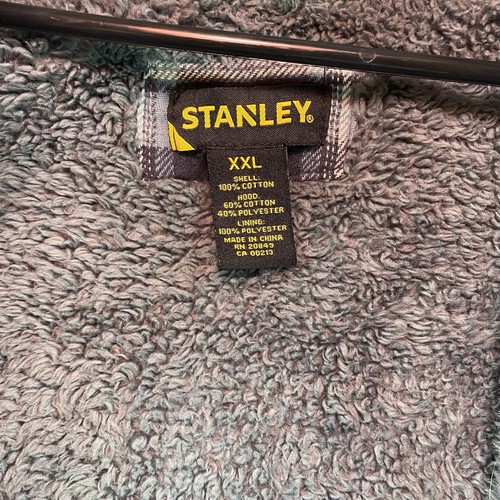 STANLEY®
XXL
SHELL:
100% COTTON
HOOD:
60% COTTON
40% POLYESTER
LINING:
100% POLYESTER
MADE IN CHINA
RN 20849
CA 00213